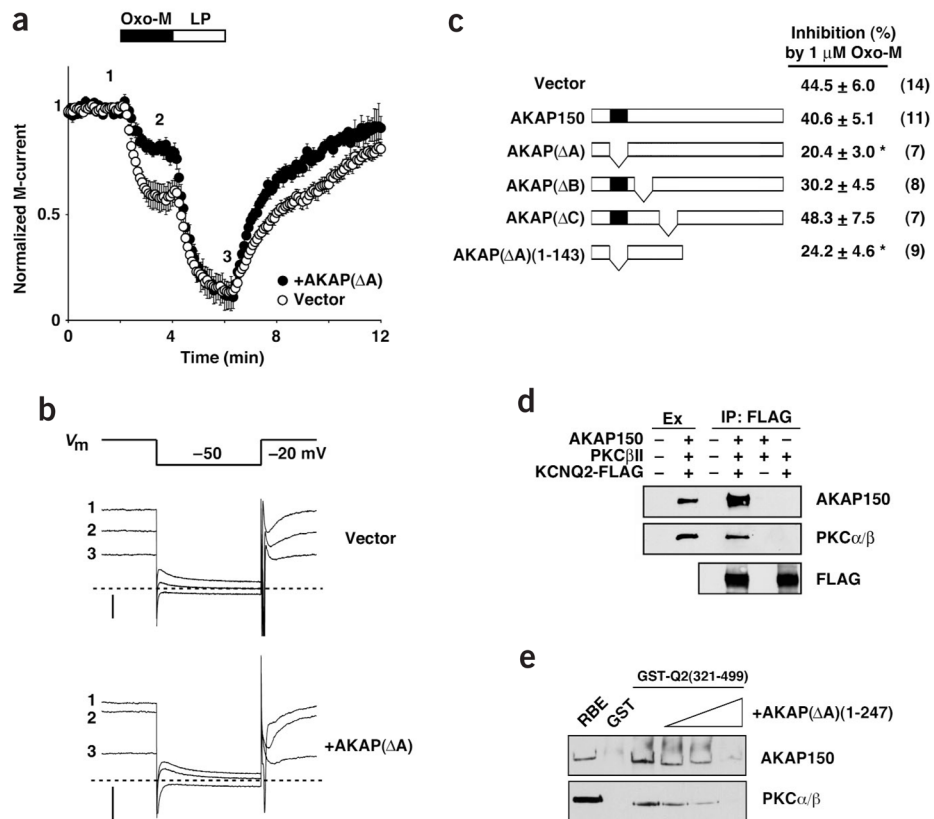 a
Oxo-M LP
1
2
3
1
0.5
0
Normalized M-current
+AKAP(ΔA)
Vector
0 4 8 12
Time (min)
b
Vm
−50
−20 mV
1
2
3
Vector
1
2
3
+AKAP(ΔA)
c
Inhibition (%)
by 1 µM Oxo-M
Vector 44.5 ± 6.0 (14)
AKAP150 40.6 ± 5.1 (11)
AKAP(ΔA) 20.4 ± 3.0 * (7)
AKAP(ΔB) 30.2 ± 4.5 (8)
AKAP(ΔC) 48.3 ± 7.5 (7)
AKAP(ΔA)(1-143) 24.2 ± 4.6 * (9)
d
Ex IP: FLAG
AKAP150 − + − + + −
PKCβII − + − + + +
KCNQ2-FLAG − + − + − +
AKAP150
PKCα/β
FLAG
e
GST-Q2(321-499)
RBE GST +AKAP(ΔA)(1-247)
AKAP150
PKCα/β